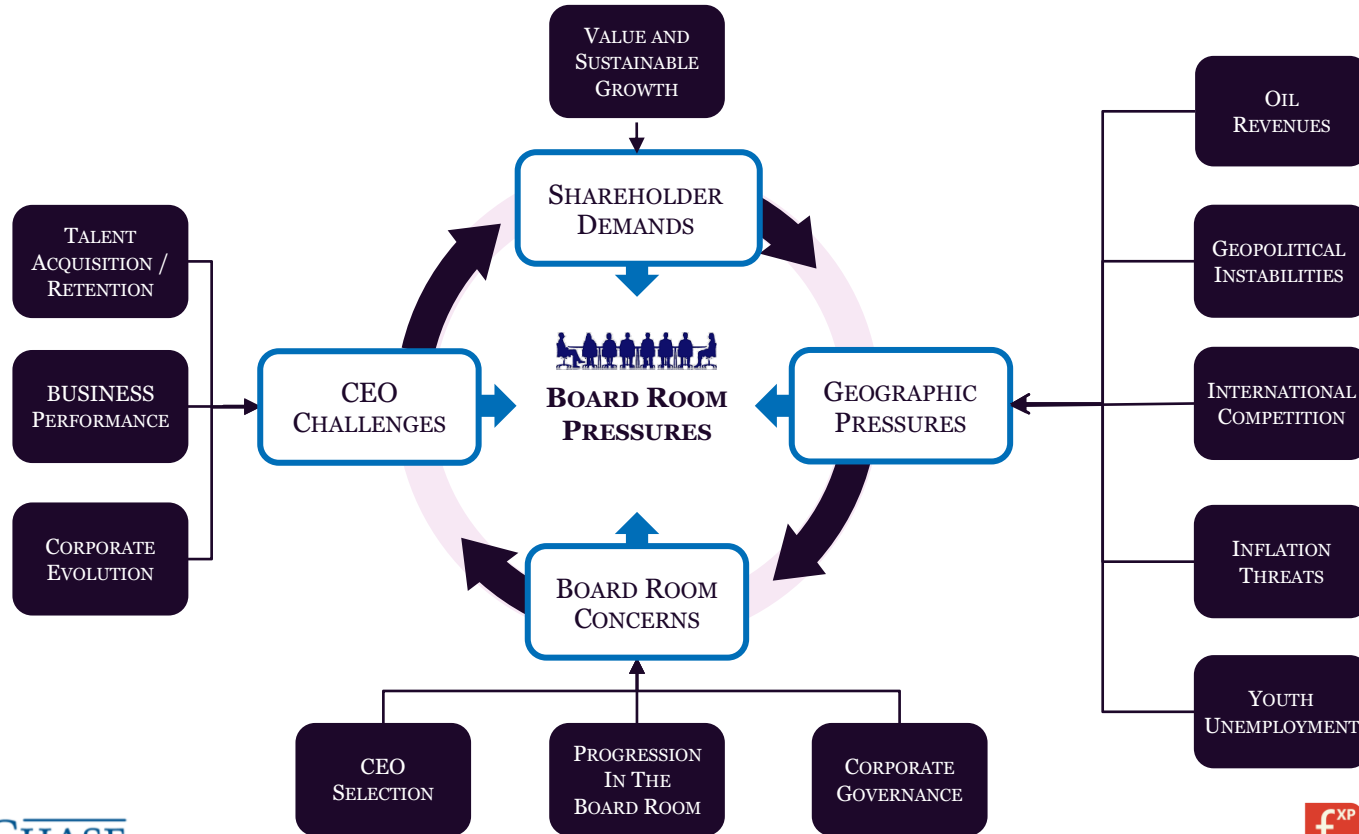 VALUE AND
SUSTAINABLE
GROWTH
OIL
REVENUES
SHAREHOLDER
DEMANDS
TALENT
ACQUISITION /
RETENTION
GEOPOLITICAL
INSTABILITIES
BUSINESS
PERFORMANCE
CEO
CHALLENGES
BOARD ROOM
PRESSURES
GEOGRAPHIC
PRESSURES
INTERNATIONAL
COMPETITION
CORPORATE
EVOLUTION
BOARD ROOM
CONCERNS
INFLATION
THREATS
YOUTH
UNEMPLOYMENT
CEO
SELECTION
PROGRESSION
IN THE
BOARD ROOM
CORPORATE
GOVERNANCE
CHASE
f XP